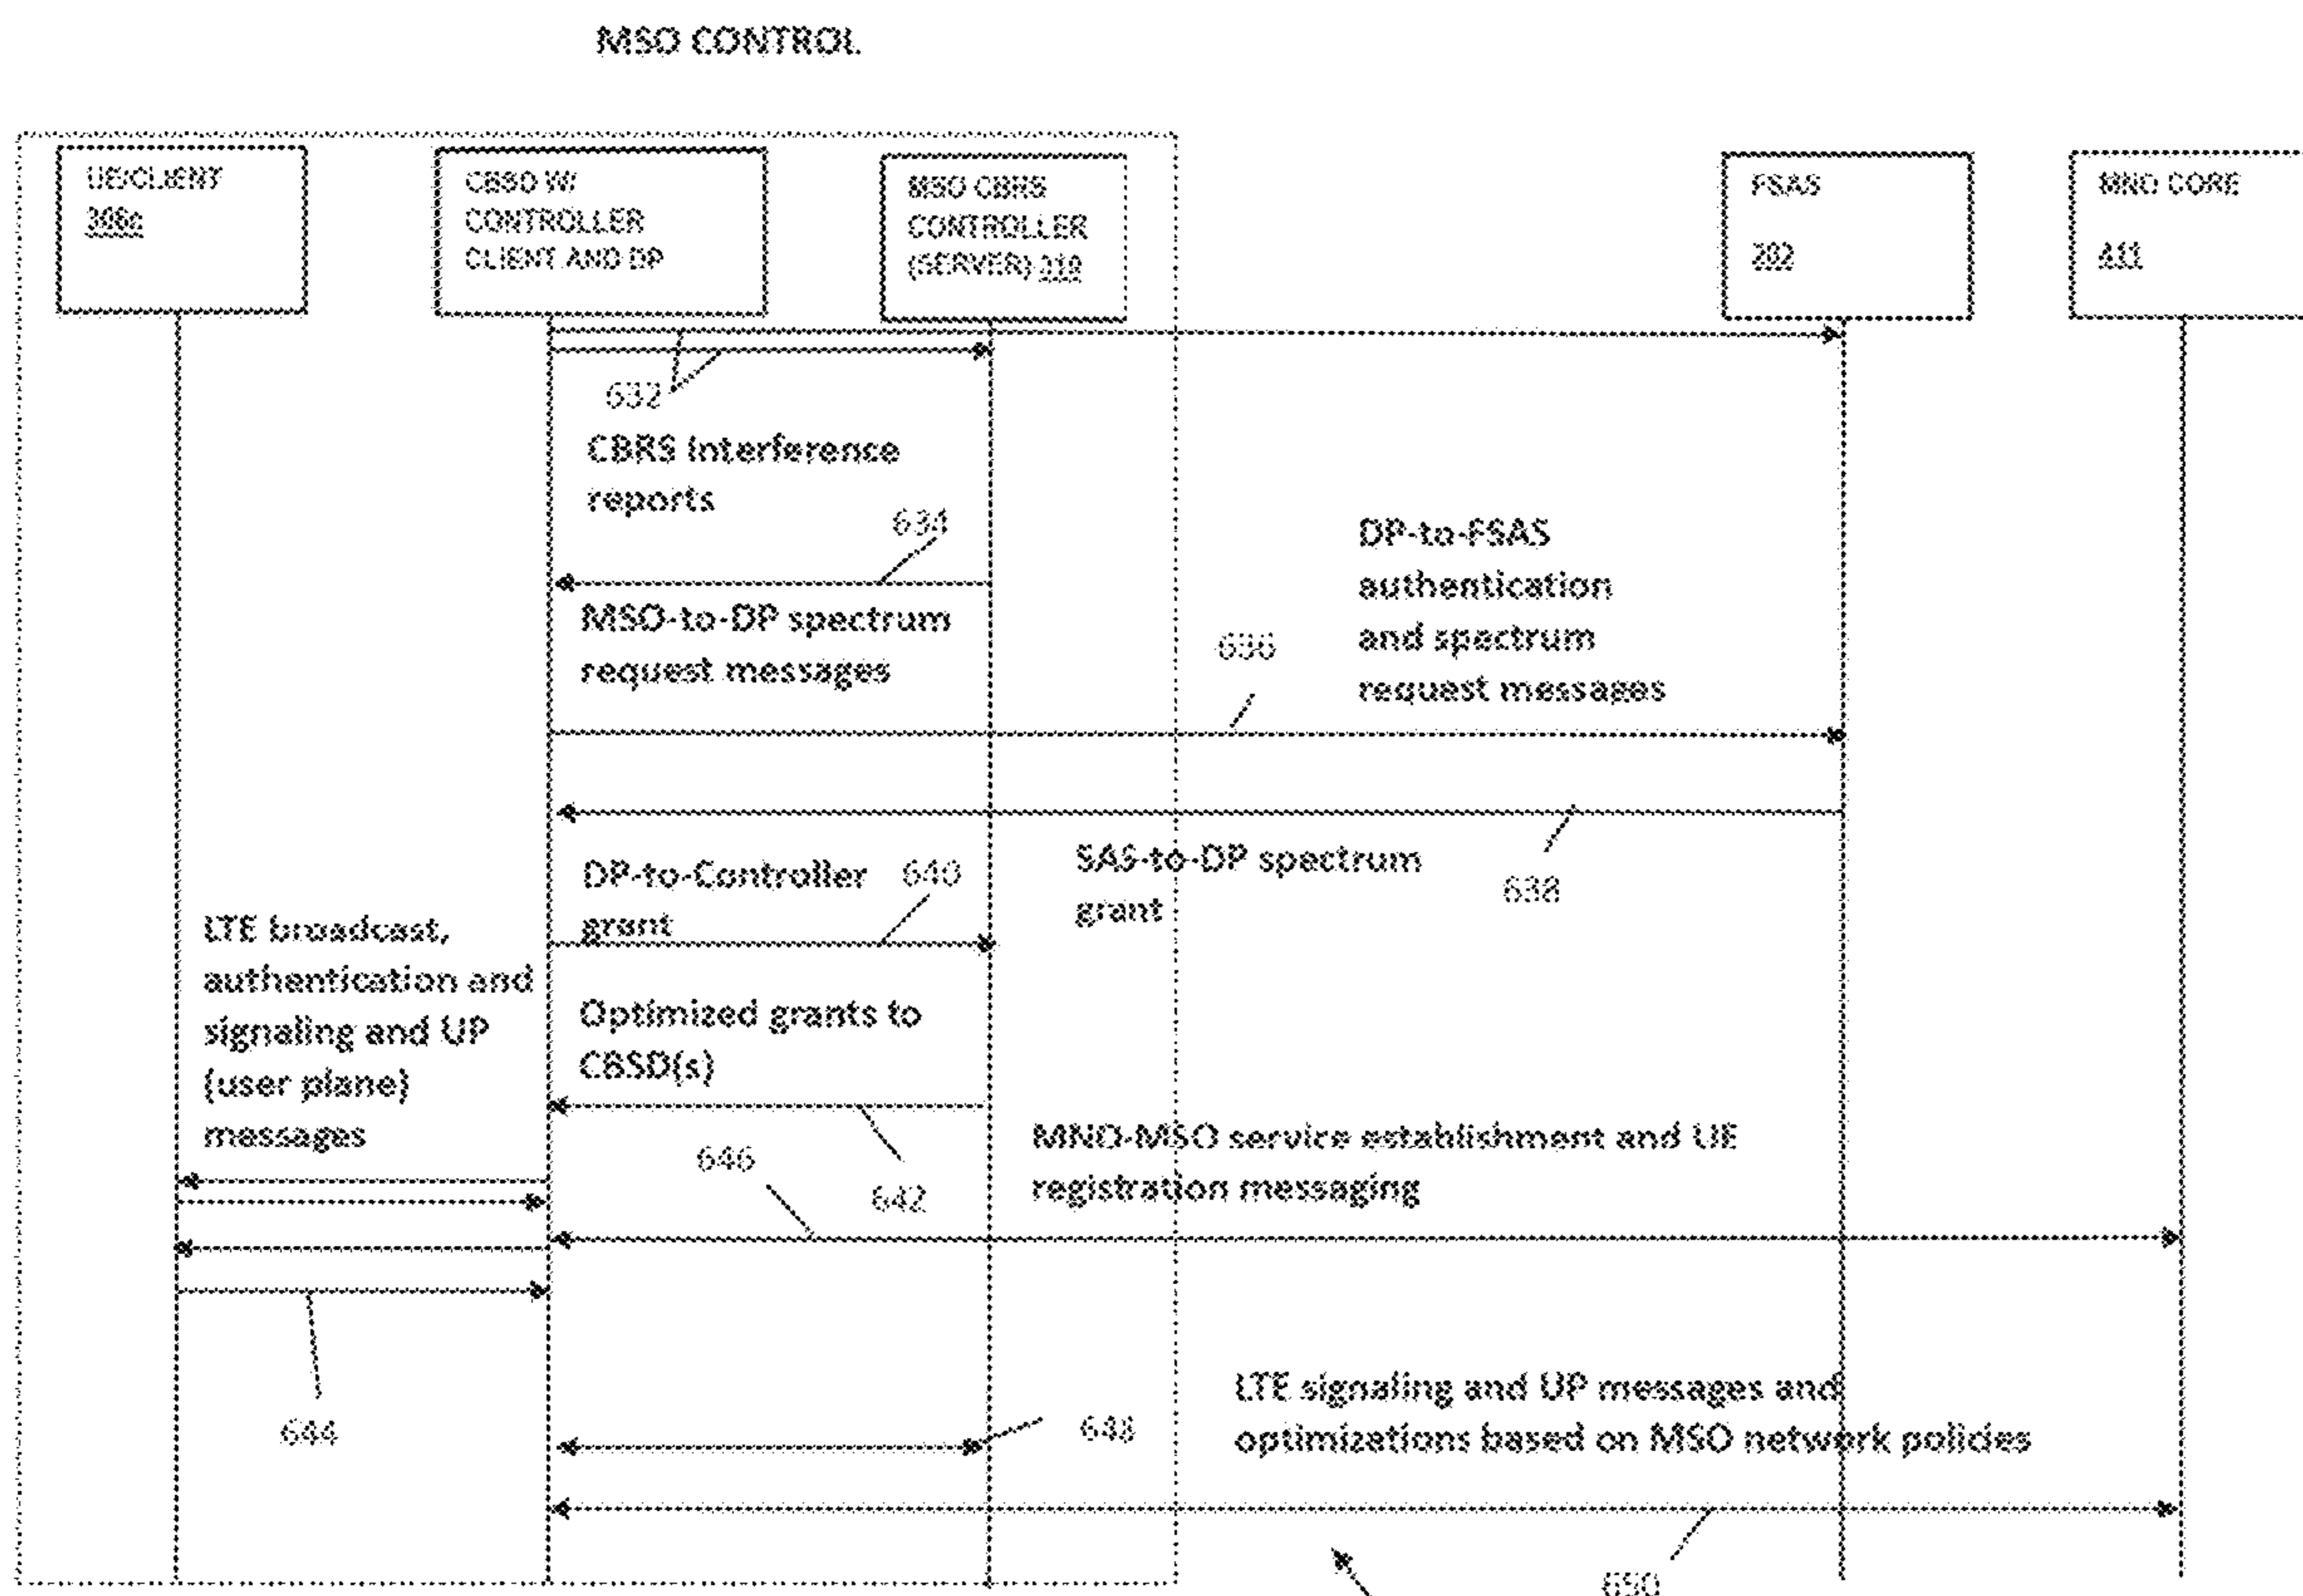 MSO CONTROL
UE/CLIENT
306c
CBSD W/
CONTROLLER
CLIENT AND DP
MSO CBRS
CONTROLLER
(SERVER) 310
FSAS
202
MNO CORE
411
632
CBRS Interference
reports
634
MSO-to-DP spectrum
request messages
DP-to-FSAS
authentication
and spectrum
request messages
636
SAS-to-DP spectrum
grant
638
DP-to-Controller
grant
640
LTE broadcast,
authentication and
signaling and UP
(user plane)
messages
Optimized grants to
CBSD(s)
642
646
MNO-MSO service establishment and UE
registration messaging
644
648
LTE signaling and UP messages and
optimizations based on MSO network policies
650